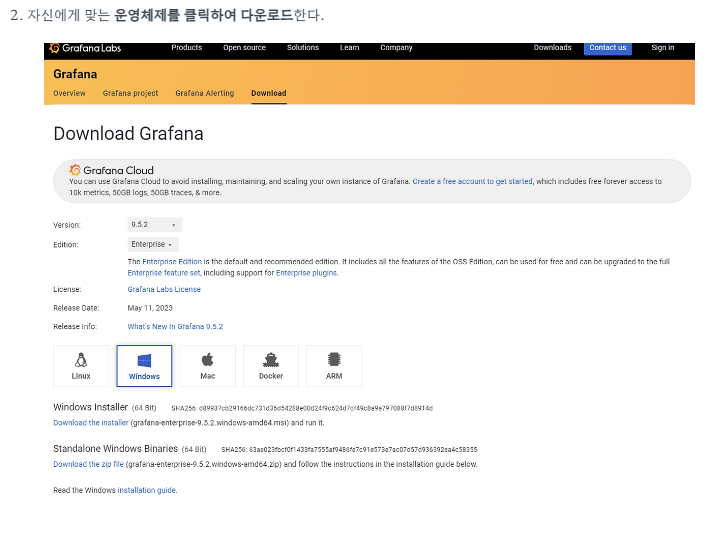 2. 자신에게 맞는 운영체제를 클릭하여 다운로드한다.
Grafana Labs Products Open source Solutions Learn Company Downloads Contact us Sign in
Grafana
Overview Grafana project Grafana Alerting Download
Download Grafana
Grafana Cloud
You can use Grafana Cloud to avoid installing, maintaining, and scaling your own instance of Grafana. Create a free account to get started, which includes free forever access to
10k metrics, 50GB logs, 50GB traces, & more.
Version: 9.5.2
Edition: Enterprise
The Enterprise Edition is the default and recommended edition. It includes all the features of the OSS Edition, can be used for free and can be upgraded to the full
Enterprise feature set, including support for Enterprise plugins.
License: Grafana Labs License
Release Date: May 11, 2023
Release Info: What's New In Grafana 9.5.2
Linux Windows Mac Docker ARM
Windows Installer (64 Bit) SHA256:
Download the installer (grafana-enterprise-9.5.2.windows-amd64.msi) and run it.
Standalone Windows Binaries (64 Bit) SHA256:
Download the zip file (grafana-enterprise-9.5.2.windows-amd64.zip) and follow the instructions in the installation guide below.
Read the Windows installation guide.